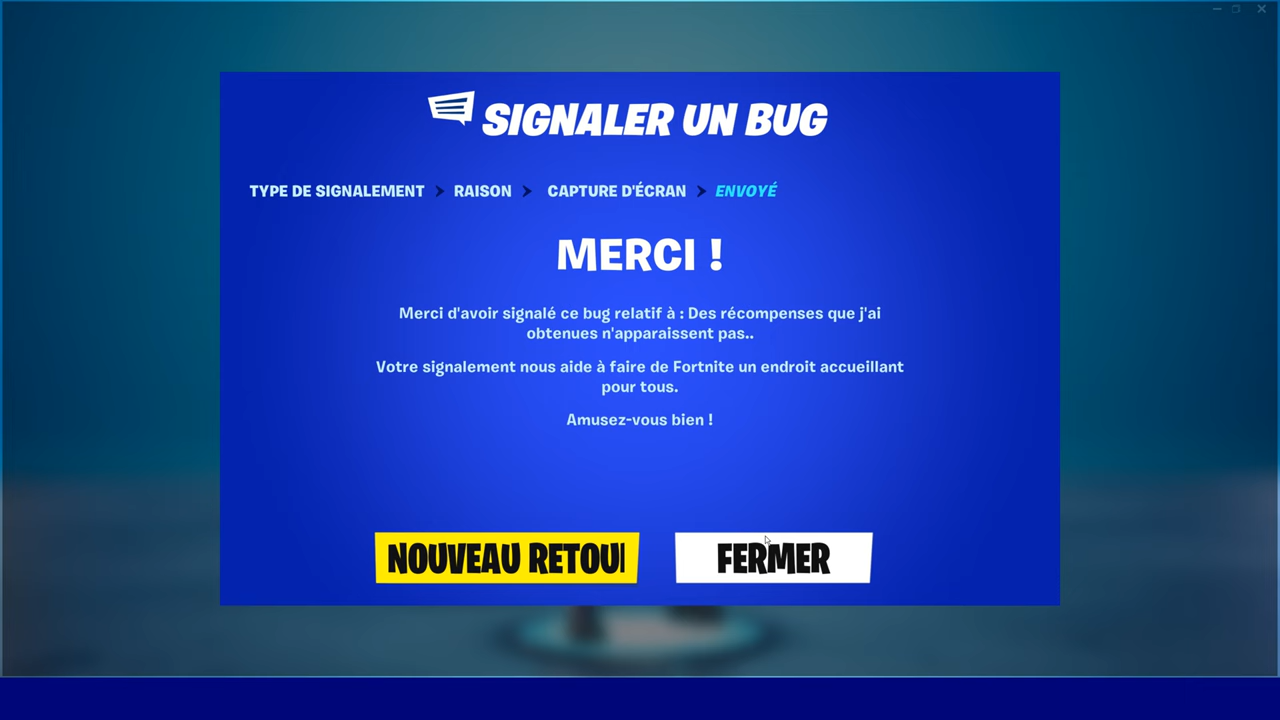 SIGNALER UN BUG
TYPE DE SIGNALEMENT > RAISON > CAPTURE D'ÉCRAN > ENVOYÉ
MERCI !
Merci d'avoir signalé ce bug relatif à : Des récompenses que j'ai
obtenues n'apparaissent pas..
Votre signalement nous aide à faire de Fortnite un endroit accueillant
pour tous.
Amusez-vous bien !
NOUVEAU RETOU
FERMER